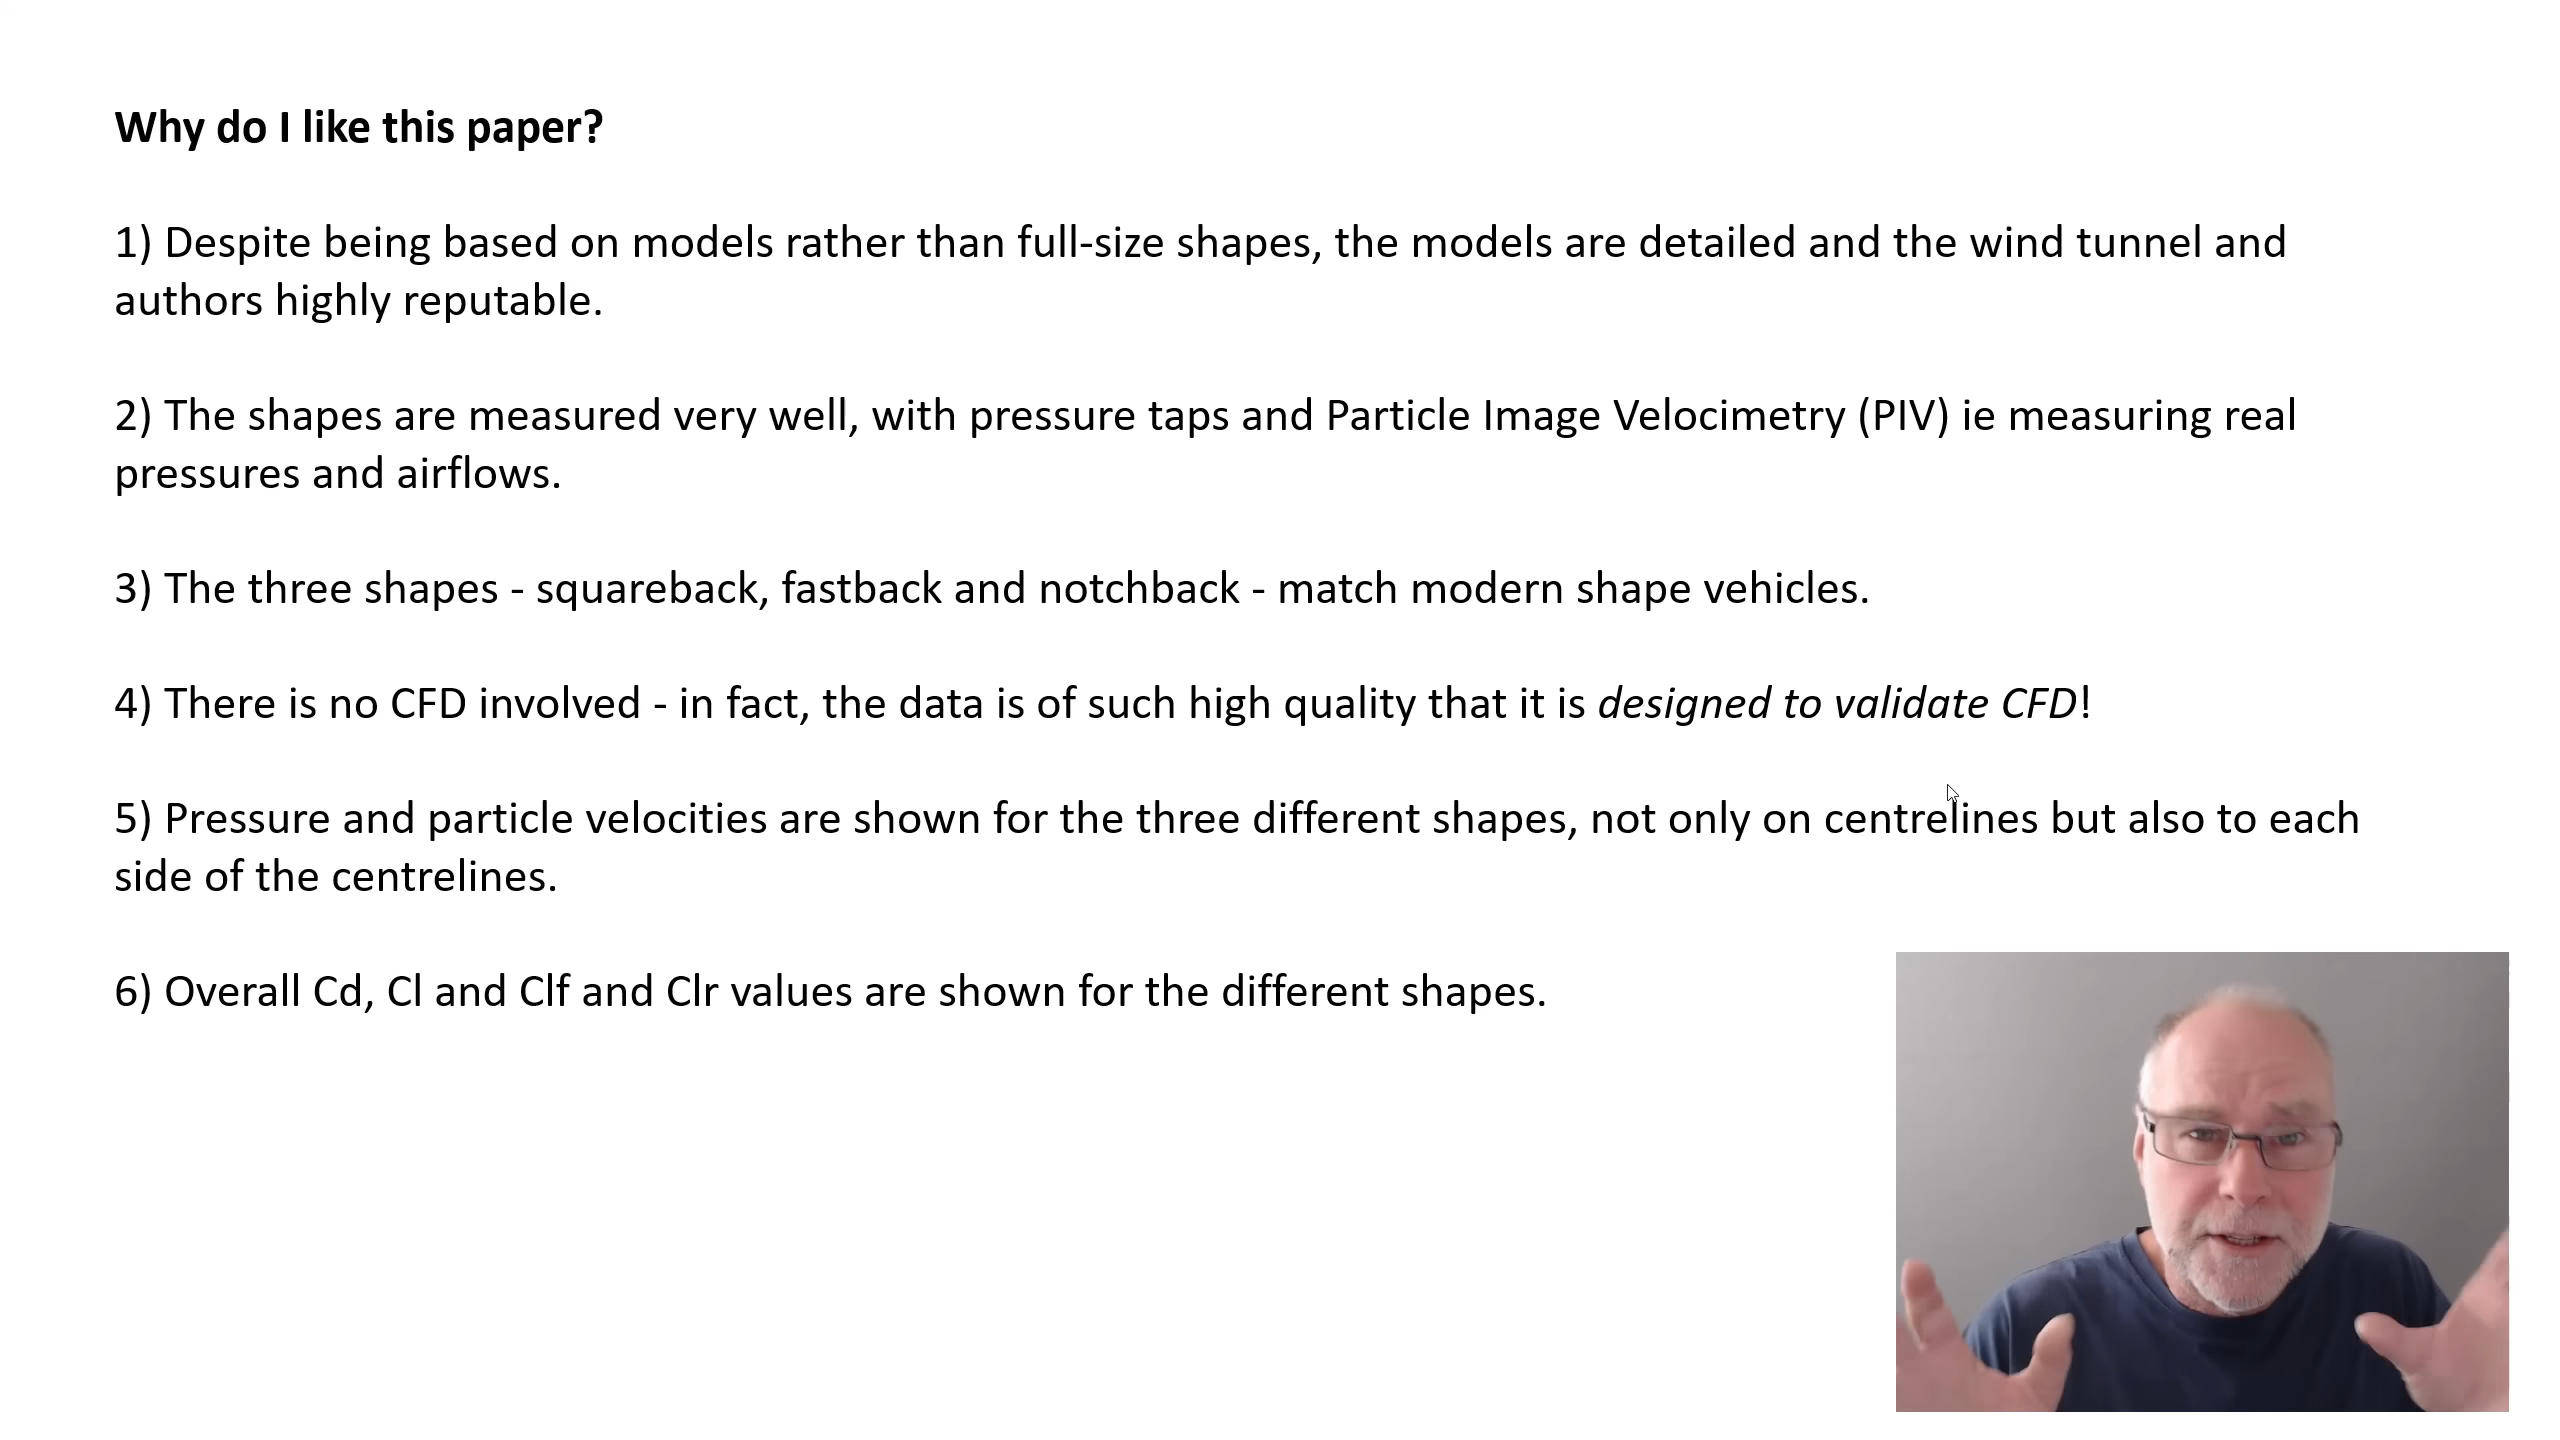 Why do I like this paper?
1) Despite being based on models rather than full-size shapes, the models are detailed and the wind tunnel and
authors highly reputable.
2) The shapes are measured very well, with pressure taps and Particle Image Velocimetry (PIV) ie measuring real
pressures and airflows.
3) The three shapes - squareback, fastback and notchback - match modern shape vehicles.
4) There is no CFD involved - in fact, the data is of such high quality that it is designed to validate CFD!
5) Pressure and particle velocities are shown for the three different shapes, not only on centrelines but also to each
side of the centrelines.
6) Overall Cd, Cl and Clf and Clr values are shown for the different shapes.